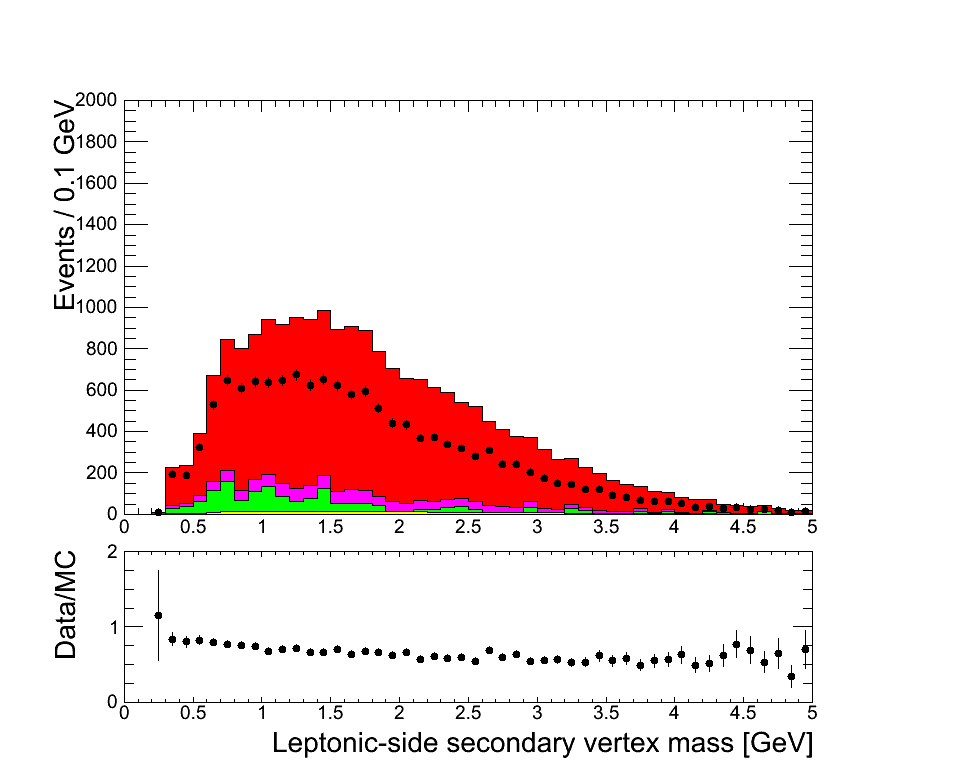 Events / 0.1 GeV
2000
1800
1600
1400
1200
1000
800
600
400
200
0
0 0.5 1 1.5 2 2.5 3 3.5 4 4.5 5
Data/MC
2
1
0
0 0.5 1 1.5 2 2.5 3 3.5 4 4.5 5
Leptonic-side secondary vertex mass [GeV]